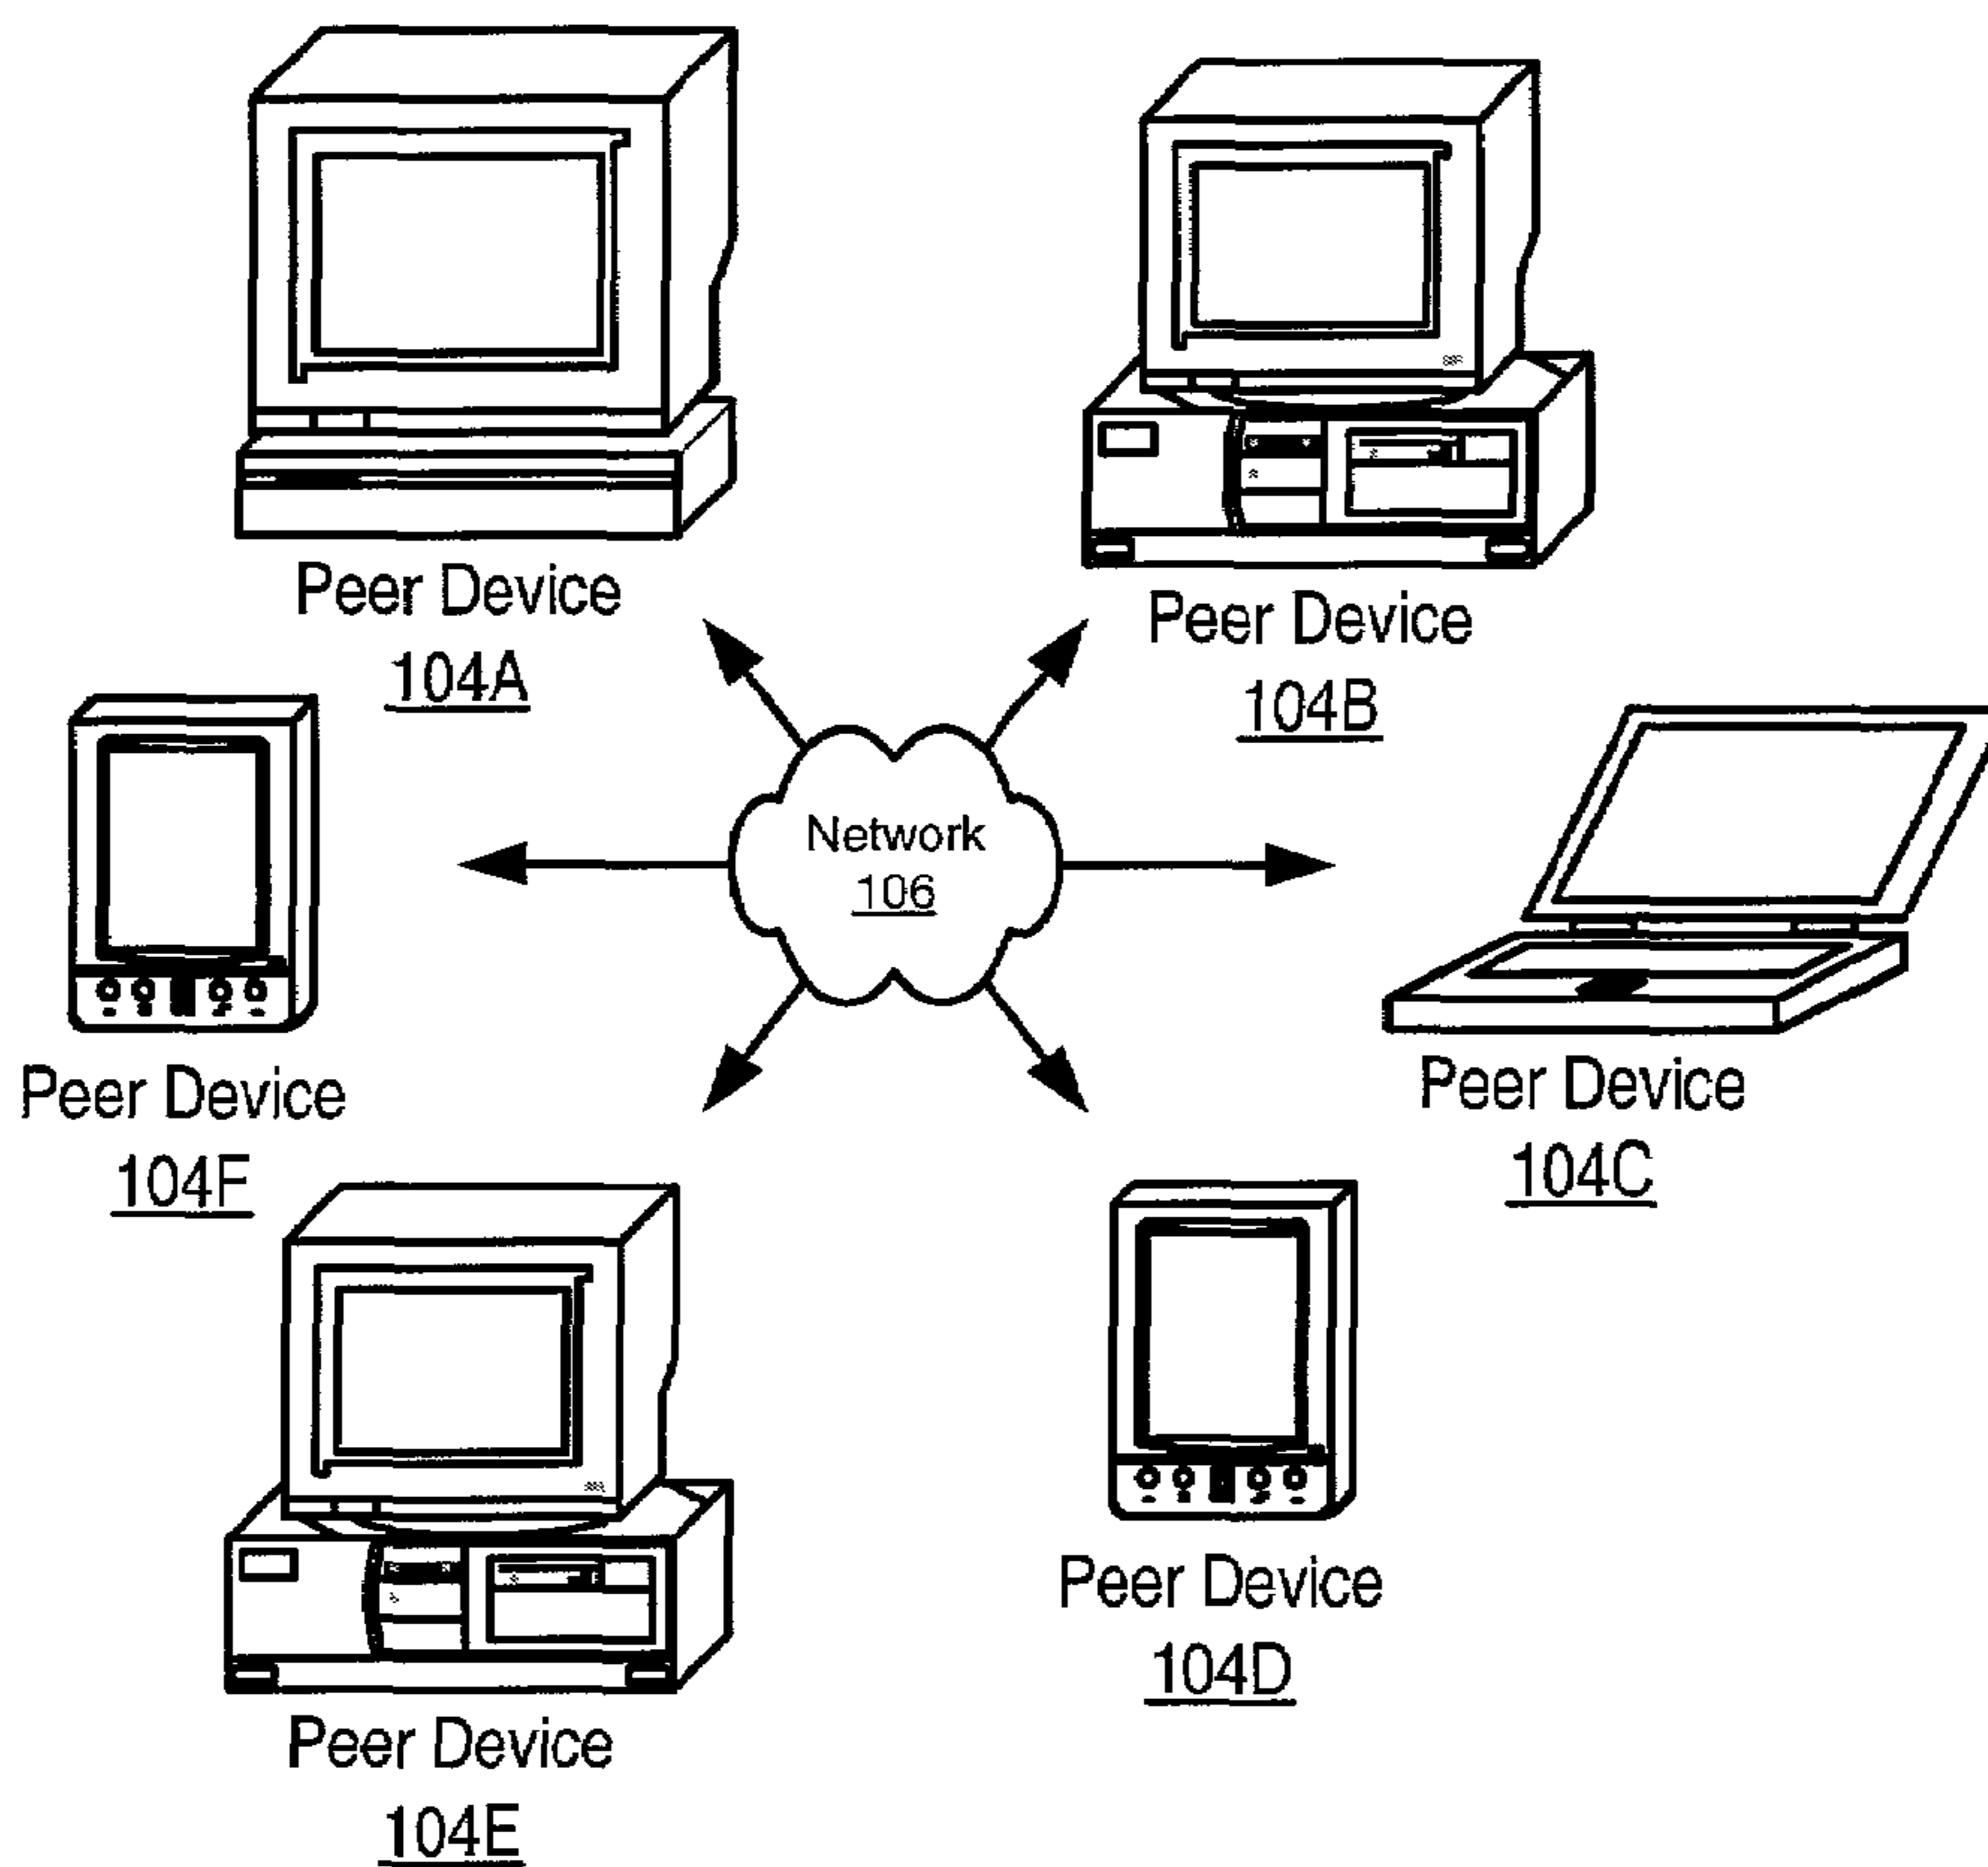 Peer Device
104A
Peer Device
104B
Network
106
Peer Device
104F
Peer Device
104C
Peer Device
104D
Peer Device
104E